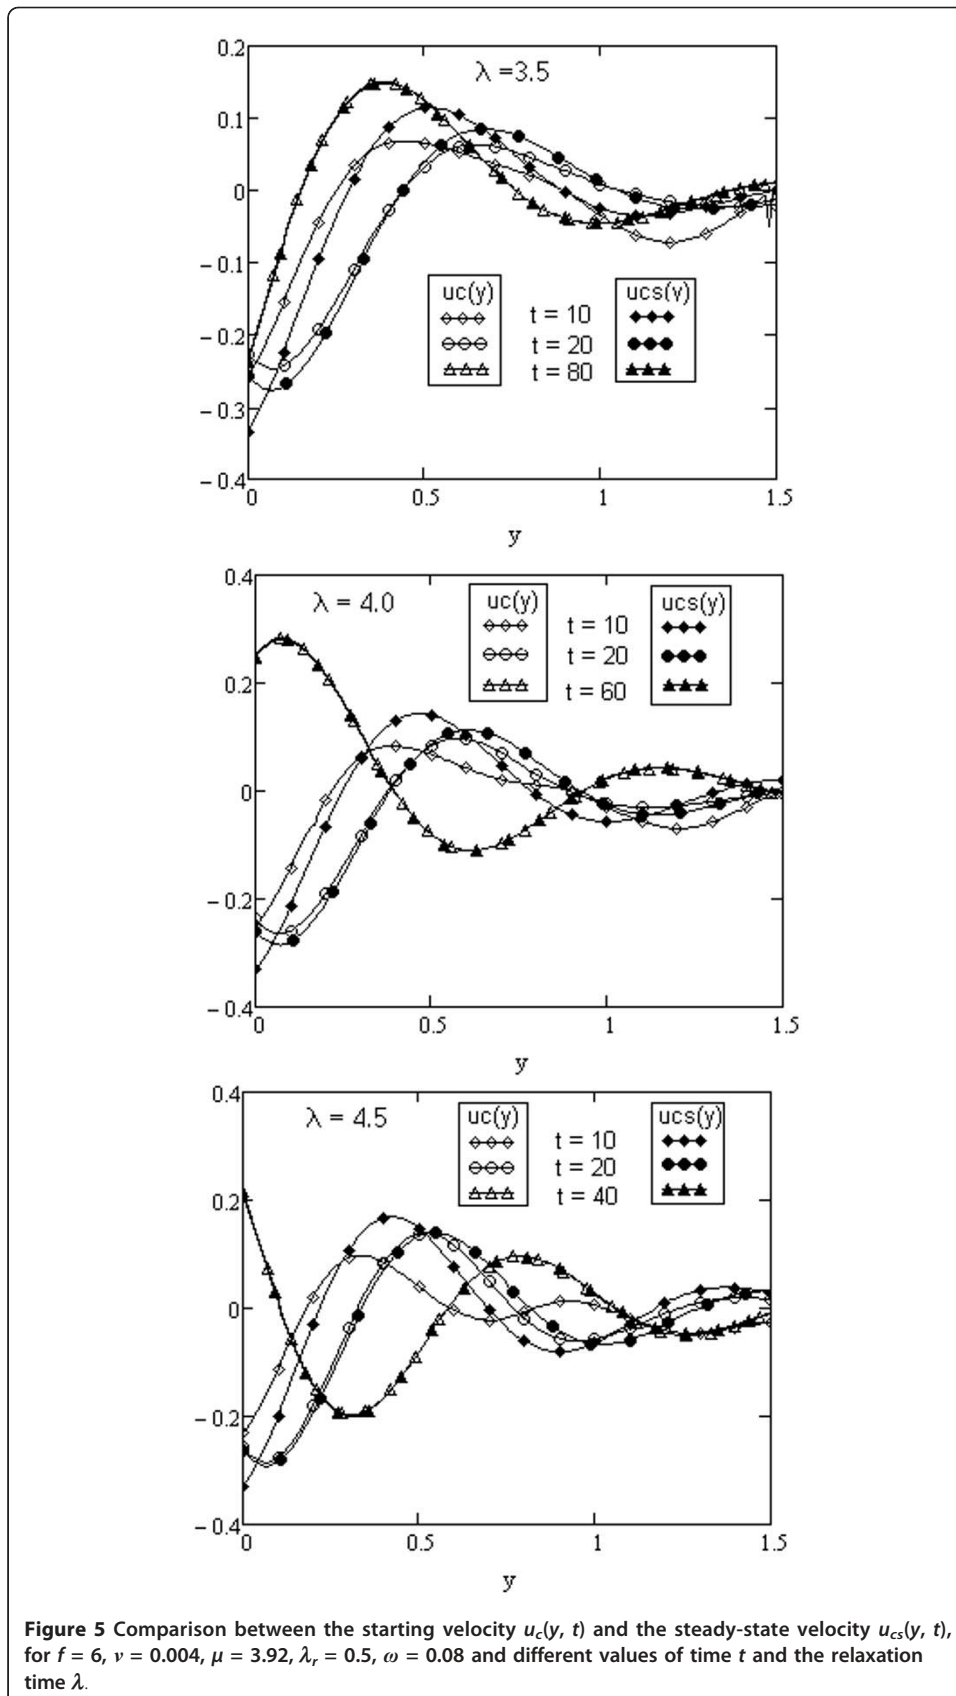 0.2
λ =3.5
0.1
0
– 0.1
uc(y) ucs(y)
t = 10
– 0.2
t = 20
t = 80
– 0.3
– 0.4
0 0.5 1 1.5
y
0.4
λ = 4.0
uc(y) ucs(y)
t = 10
t = 20
t = 60
0.2
0
– 0.2
– 0.4
0 0.5 1 1.5
y
0.4
λ = 4.5
uc(y) ucs(y)
t = 10
t = 20
t = 40
0.2
0
– 0.2
– 0.4
0 0.5 1 1.5
y
Figure 5 Comparison between the starting velocity uc(y, t) and the steady-state velocity ucs(y, t),
for f = 6, ν = 0.004, μ = 3.92, λr = 0.5, ω = 0.08 and different values of time t and the relaxation
time λ.